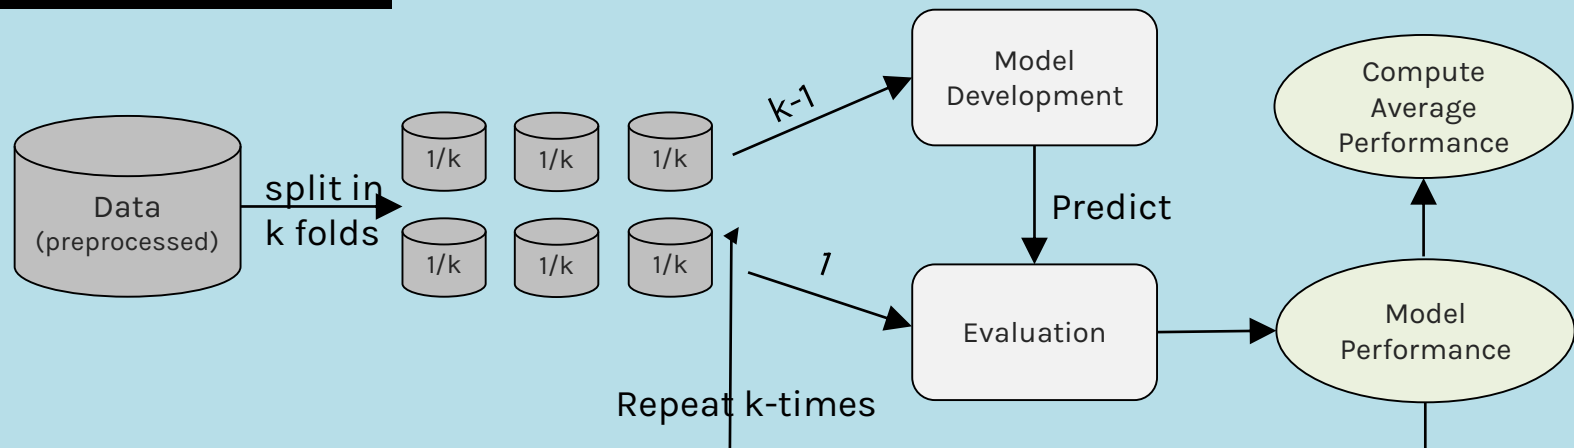 Data
(preprocessed)
split in
k folds
1/k
1/k
1/k
1/k
1/k
1/k
k-1
1
Model
Development
Predict
Evaluation
Repeat k-times
Compute
Average
Performance
Model
Performance